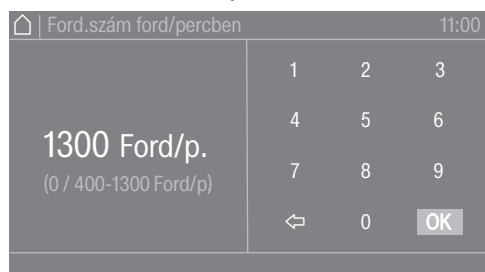 Ford.szám ford/percben 11:00
1300 Ford/p.
(0 / 400-1300 Ford/p)
1 2 3
4 5 6
7 8 9
0 OK